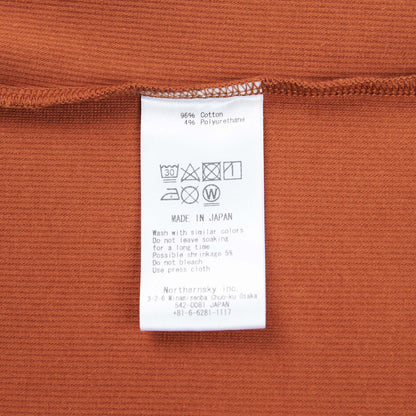 96% Cotton
4% Polyurethane
30
W
MADE IN JAPAN
Wash with similar colors
Do not leave soaking
for a long time
Possible shrinkage 5%
Do not bleach
Use press cloth
Northernsky inc.
3-2-6 Minamisenba Chuo-ku Osaka
542-0081 JAPAN
+81-6-6281-1117